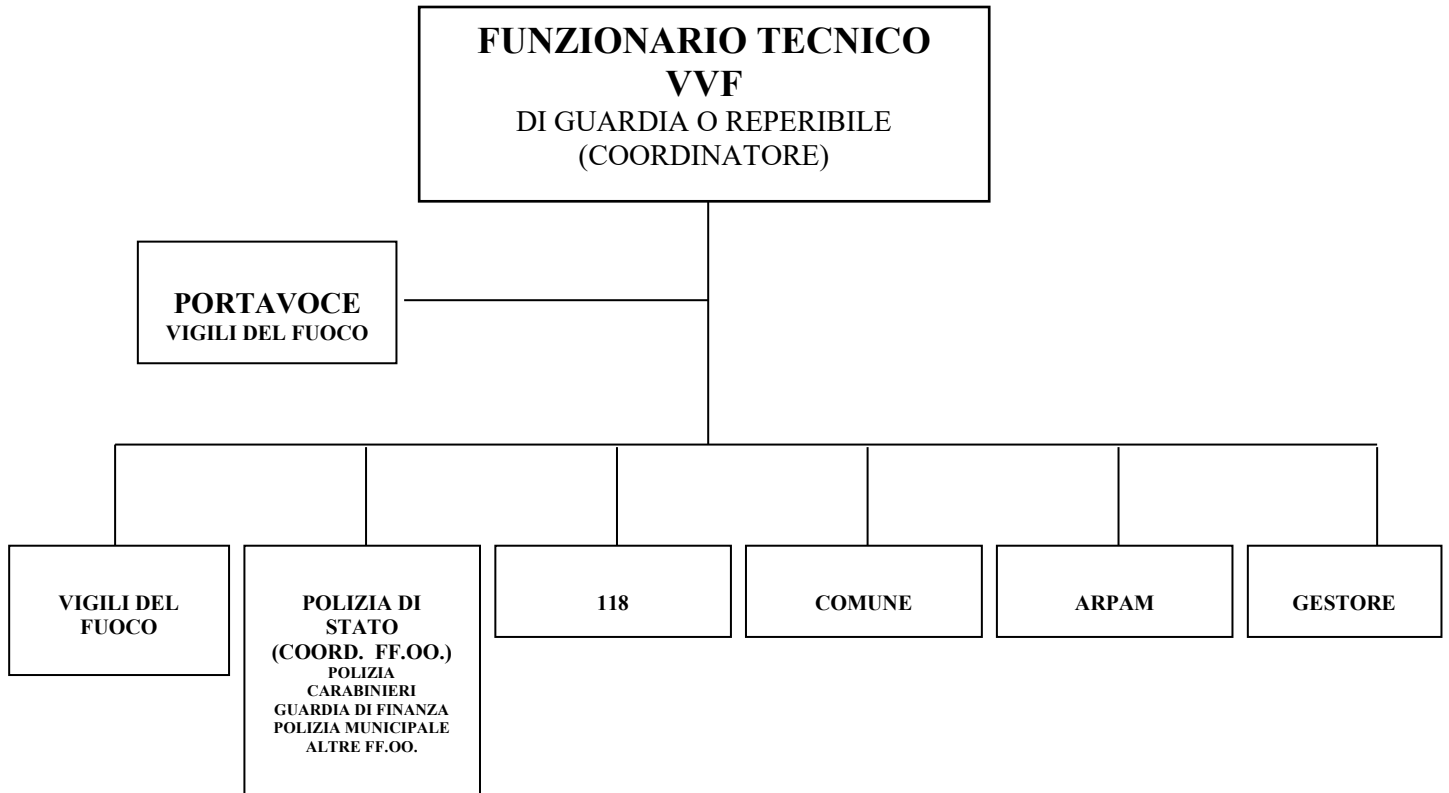 FUNZIONARIO TECNICO
VVF
DI GUARDIA O REPERIBILE
(COORDINATORE)
PORTAVOCE
VIGILI DEL FUOCO
VIGILI DEL
FUOCO
POLIZIA DI
STATO
(COORD. FF.OO.)
POLIZIA
CARABINIERI
GUARDIA DI FINANZA
POLIZIA MUNICIPALE
ALTRE FF.OO.
118
COMUNE
ARPAM
GESTORE